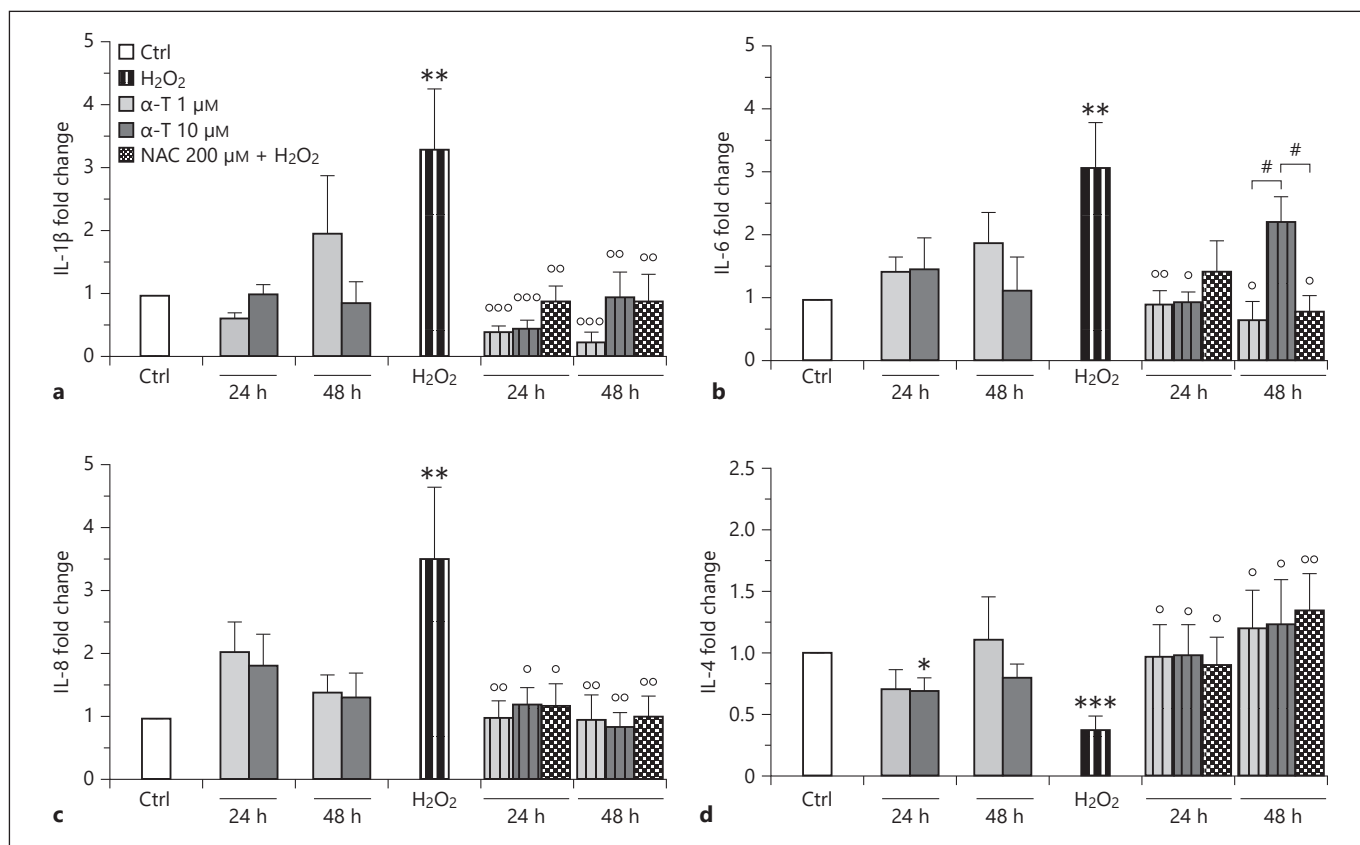 5
4
3
2
1
0
IL-1β fold change
Ctrl
H₂O₂
α-T 1 µM
α-T 10 µM
NAC 200 µM + H₂O₂
**
°°° °°° °° °°° °° °°
Ctrl
24 h
48 h
H₂O₂
24 h
48 h
a
5
4
3
2
1
0
IL-6 fold change
**
# #
°° ° ° °
Ctrl
24 h
48 h
H₂O₂
24 h
48 h
b
5
4
3
2
1
0
IL-8 fold change
**
°° ° ° °° °° °°
Ctrl
24 h
48 h
H₂O₂
24 h
48 h
c
2.5
2.0
1.5
1.0
0.5
0
IL-4 fold change
*
***
° ° ° ° ° °°
Ctrl
24 h
48 h
H₂O₂
24 h
48 h
d